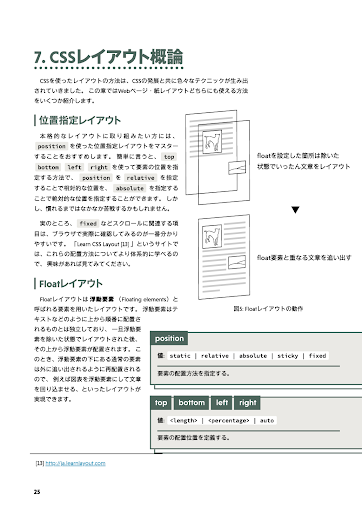 7. CSSレイアウト概論
CSSを使ったレイアウトの方法は、CSSの発展と共に色々なテクニックが生み出
されていきました。この章ではWebページ・紙レイアウトどちらにも使える方法
をいくつか紹介します。
位置指定レイアウト
本格的なレイアウトに取り組みたい方には、
position を使った位置指定レイアウトをマスター
することをおすすめします。簡単に言うと、 top
bottom left right を使って要素の位置を指
定する方法で、 position を relative を指定
することで相対的な位置を、 absolute を指定する
ことで絶対的な位置を指定することができます。しか
し、慣れるまではなかなか苦戦するかもしれません。
実のところ、 fixed などスクロールに関連する項
目は、ブラウザで実際に確認してみるのが一番分かり
やすいです。「Learn CSS Layout [13] 」というサイトで
は、これらの配置方法についてより体系的に学べるの
で、興味があれば見てみてください。
Floatレイアウト
Floatレイアウトは 浮動要素 （Floating elements）と
呼ばれる要素を用いたレイアウトです。浮動要素はテ
キストなどのように上から順番に配置さ
れるものとは独立しており、一旦浮動要
素を除いた状態でレイアウトされた後、
その上から浮動要素が配置されます。こ
のとき、浮動要素の下にある通常の要素
は外に追い出されるように再配置される
ので、例えば図表を浮動要素にして文章
を回り込ませる、といったレイアウトが
実現できます。
floatを設定した箇所は除いた
状態でいったん文章をレイアウト
▼
float要素と重なる文章を追い出す
図5: Floatレイアウトの動作
position
値: static | relative | absolute | sticky | fixed
要素の配置方法を指定する。
top bottom left right
値: <length> | <percentage> | auto
要素の配置位置を定義する。
[13] http://ja.learnlayout.com
25